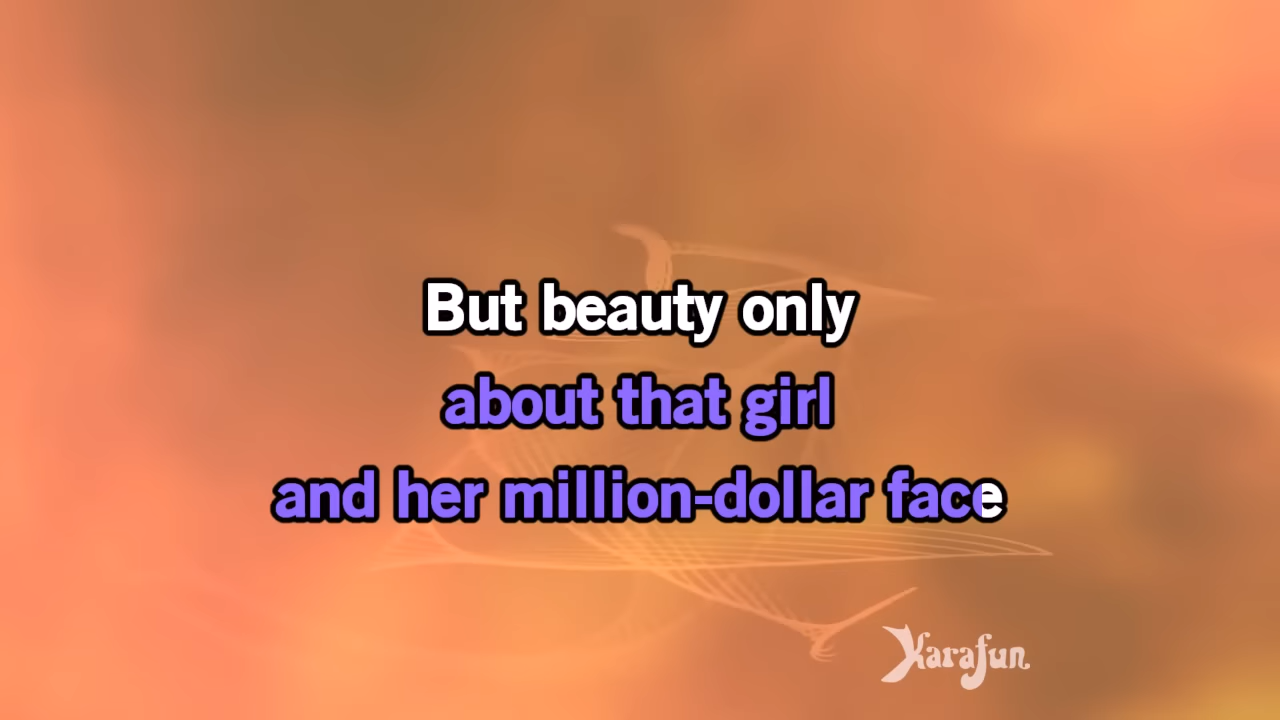 But beauty only
about that girl
and her million-dollar face
Karafun